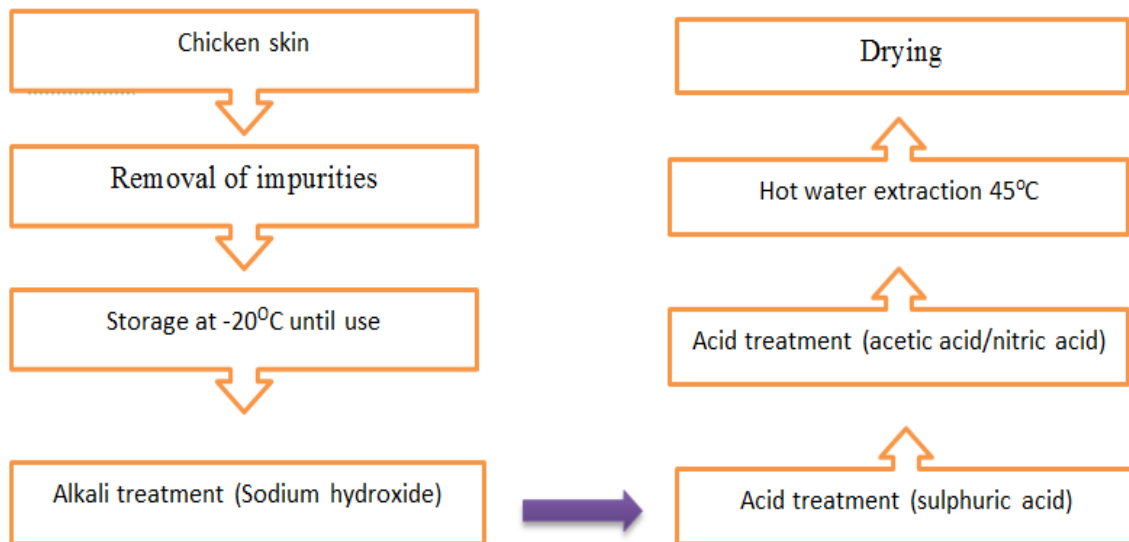 Chicken skin
Removal of impurities
Storage at -20⁰C until use
Alkali treatment (Sodium hydroxide)
Acid treatment (sulphuric acid)
Acid treatment (acetic acid/nitric acid)
Hot water extraction 45⁰C
Drying